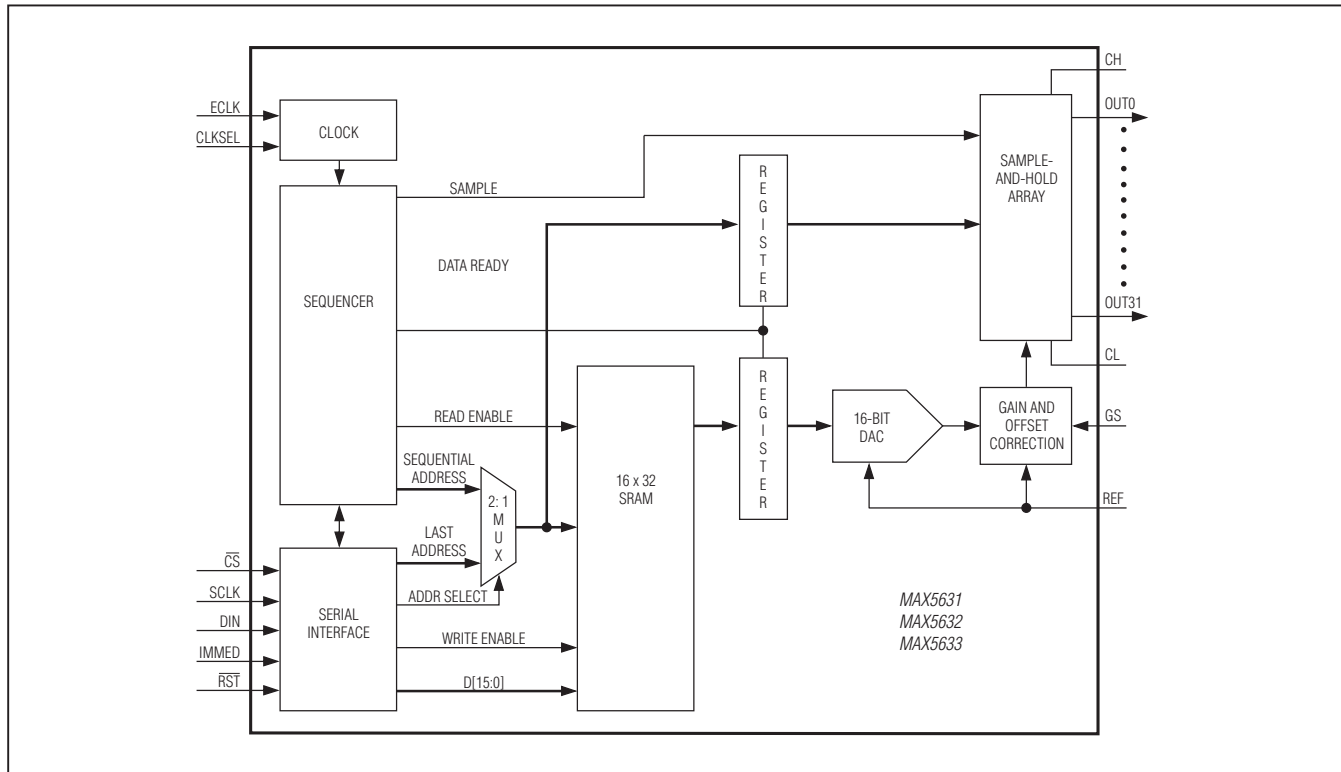 ECLK
CLKSEL
CLOCK
SEQUENCER
SAMPLE
DATA READY
READ ENABLE
SEQUENTIAL
ADDRESS
LAST
ADDRESS
ADDR SELECT
2: 1
M
U
X
CS
SCLK
DIN
IMMED
RST
SERIAL
INTERFACE
WRITE ENABLE
D[15:0]
16 x 32
SRAM
R
E
G
I
S
T
E
R
R
E
G
I
S
T
E
R
16-BIT
DAC
SAMPLE-
AND-HOLD
ARRAY
GAIN AND
OFFSET
CORRECTION
CH
OUT0
OUT31
CL
GS
REF
MAX5631
MAX5632
MAX5633